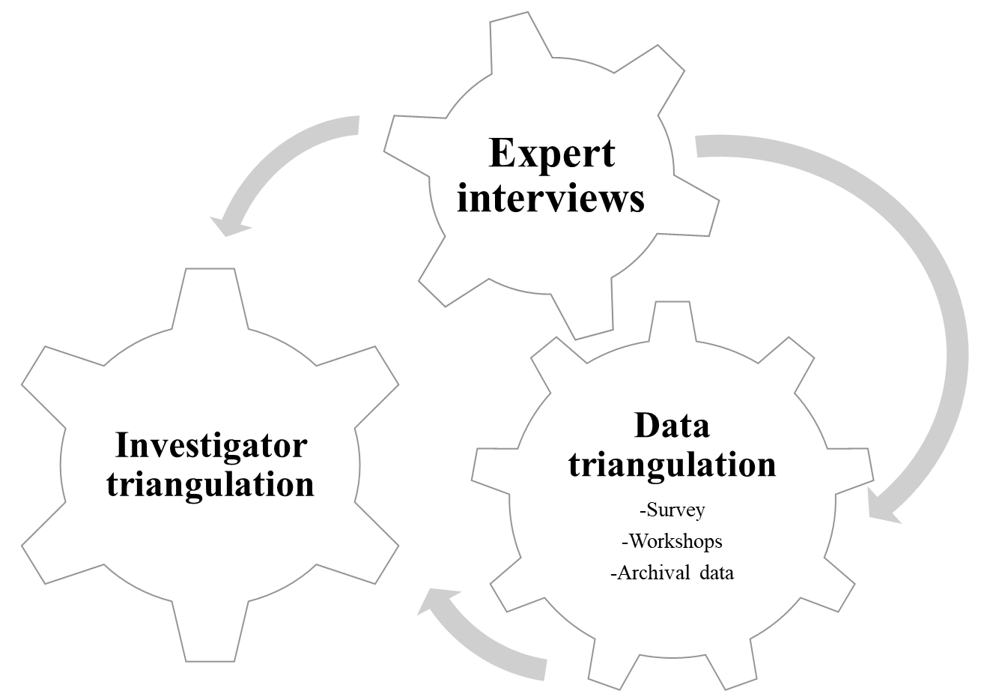 Expert
interviews
Investigator
triangulation
Data
triangulation
-Survey
-Workshops
-Archival data